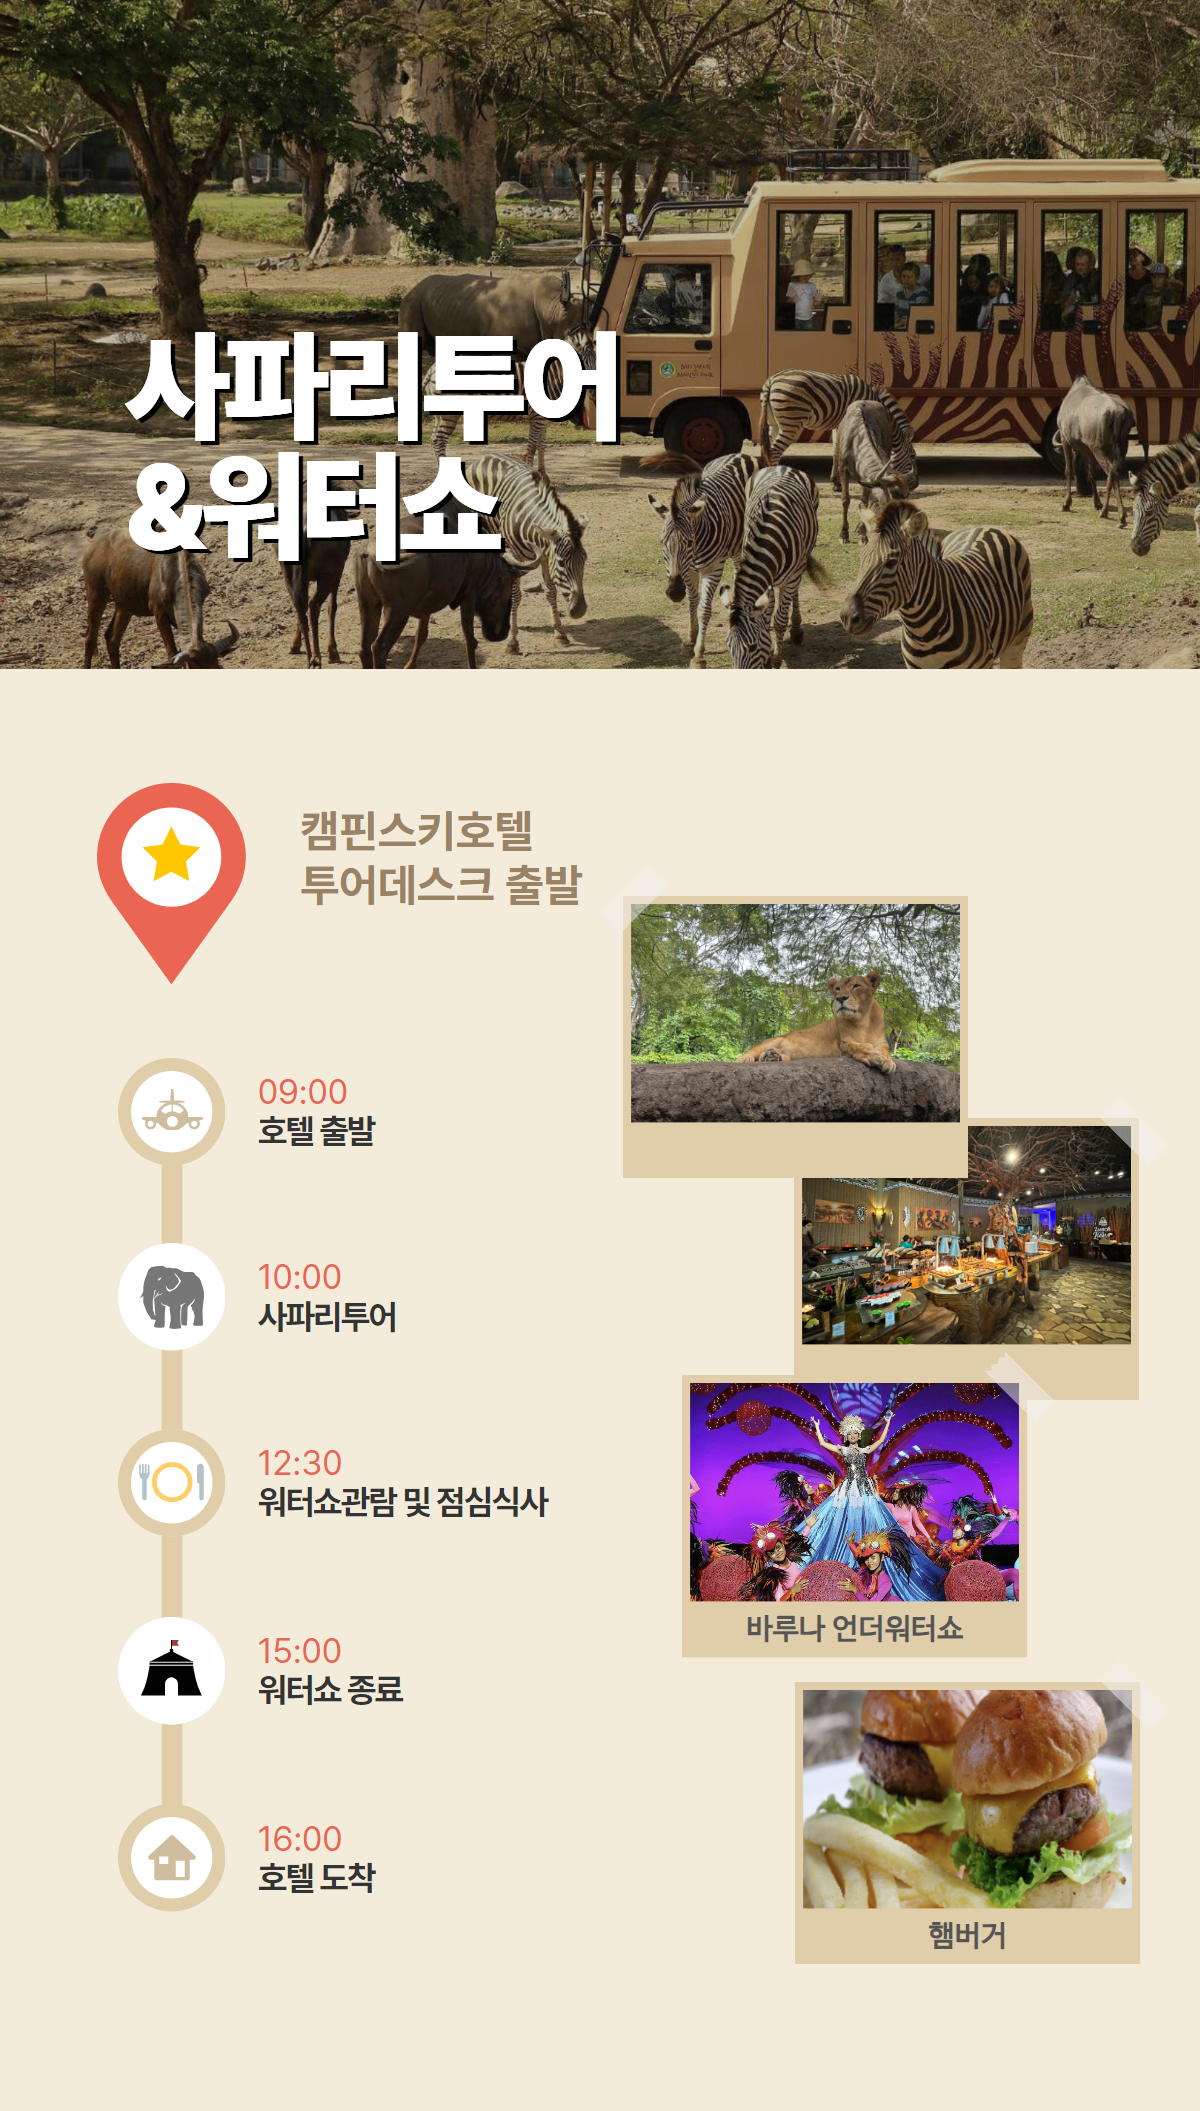 사파리투어
&워터쇼
캠핀스키호텔
투어데스크 출발
09:00
호텔 출발
10:00
사파리투어
12:30
워터쇼관람 및 점심식사
15:00
워터쇼 종료
16:00
호텔 도착
바루나 언더워터쇼
햄버거